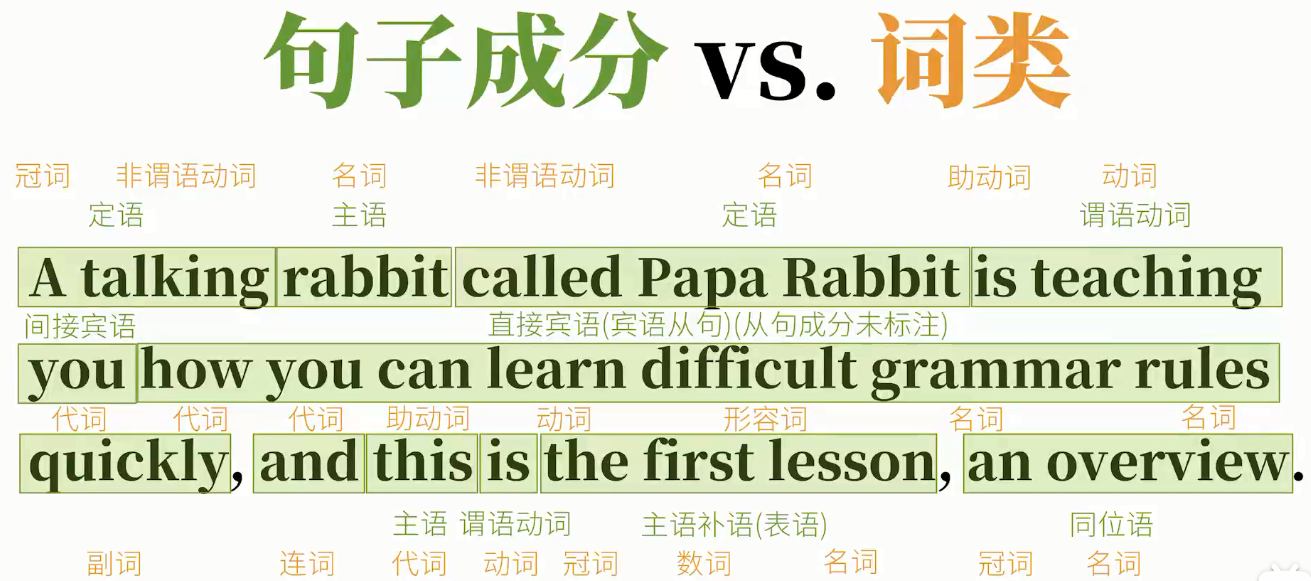 句子成分 vs. 词类
冠词 非谓语动词 名词 非谓语动词 名词 助动词 动词
定语 主语 定语 谓语动词
A talking rabbit called Papa Rabbit is teaching
间接宾语 直接宾语(宾语从句)(从句成分未标注)
you how you can learn difficult grammar rules
代词 代词 代词 助动词 动词 形容词 名词 名词
quickly, and this is the first lesson, an overview.
主语 谓语动词 主语补语(表语) 同位语
副词 连词 代词 动词 冠词 数词 名词 冠词 名词